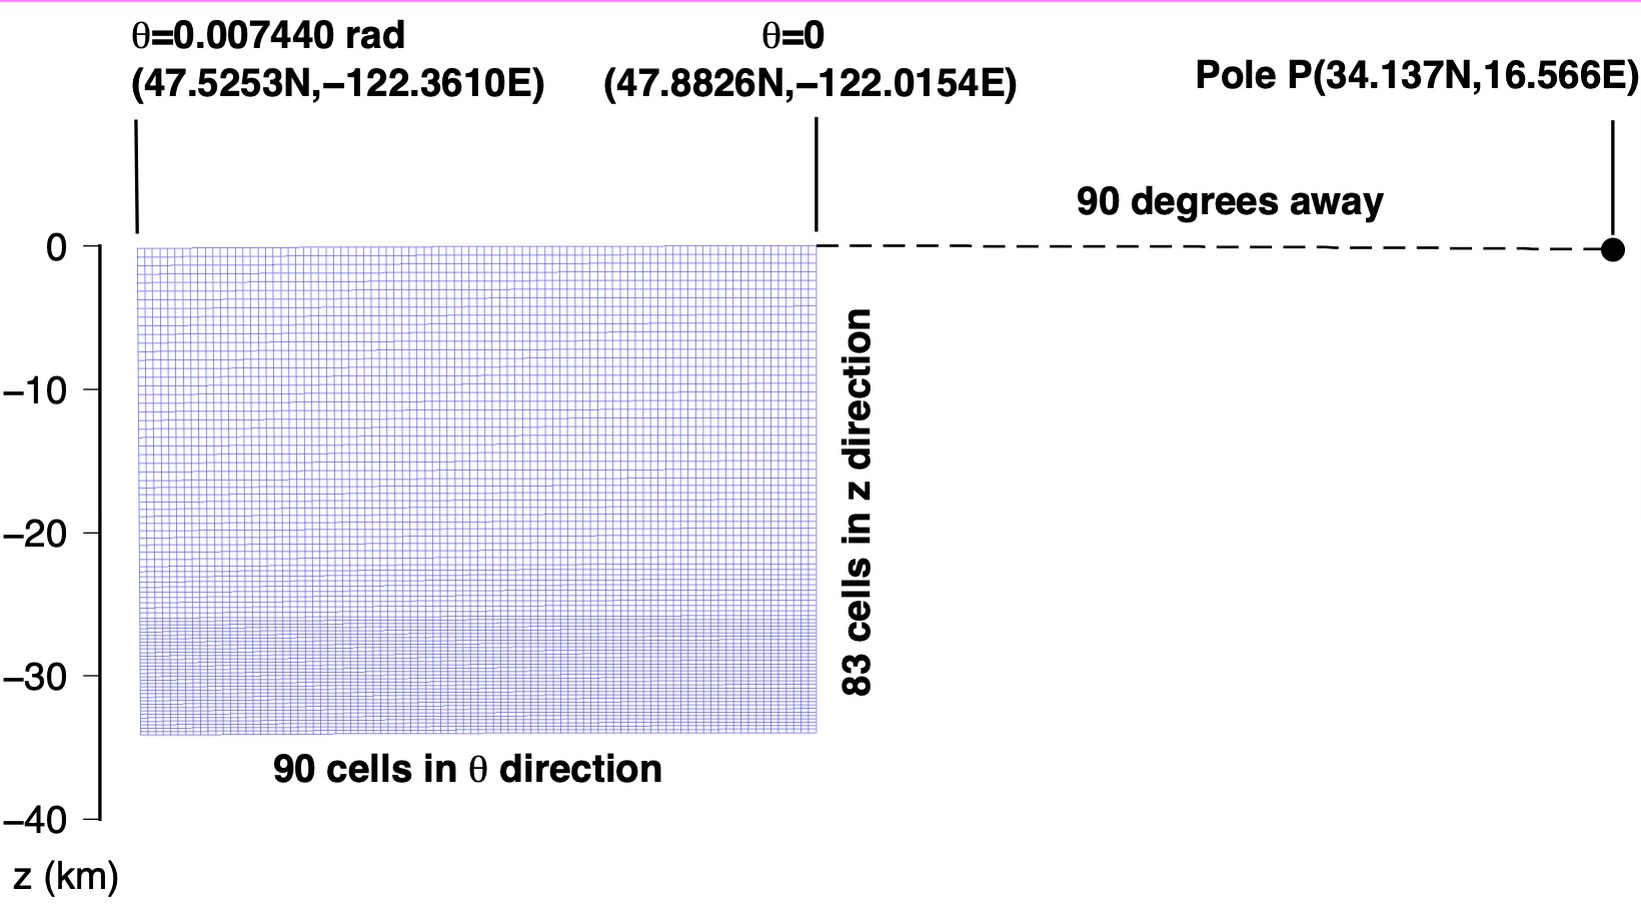 θ=0.007440 rad
(47.5253N,−122.3610E)
θ=0
(47.8826N,−122.0154E)
Pole P(34.137N,16.566E)
90 degrees away
0
−10
−20
−30
−40
z (km)
83 cells in z direction
90 cells in θ direction